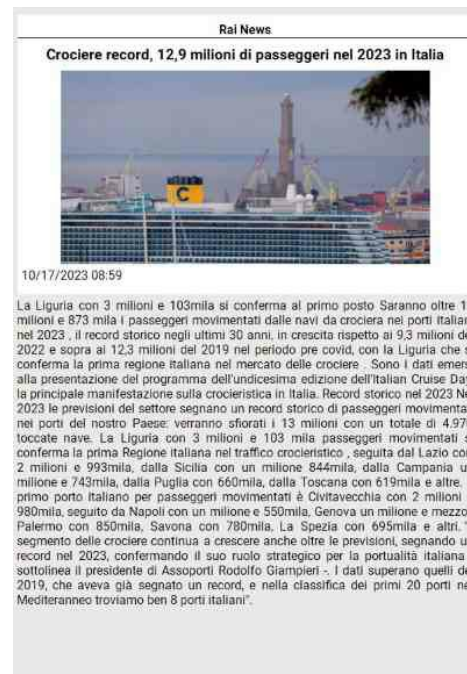 Rai News
Crociere record, 12,9 milioni di passeggeri nel 2023 in Italia
C
10/17/2023 08:59
La Liguria con 3 milioni e 103mila si conferma al primo posto Saranno oltre 1
milioni e 873 mila i passeggeri movimentati dalle navi da crociera nei porti italian
nel 2023 , il record storico negli ultimi 30 anni, in crescita rispetto ai 9,3 milioni de
2022 e sopra ai 12,3 milioni del 2019 nel periodo pre covid, con la Liguria che s
conferma la prima regione italiana nel mercato delle crociere . Sono i dati emers
alla presentazione del programma dell'undicesima edizione dell'Italian Cruise Day
la principale manifestazione sulla crocieristica in Italia. Record storico nel 2023 Ne
2023 le previsioni del settore segnano un record storico di passeggeri movimenta
nei porti del nostro Paese: verranno sfiorati i 13 milioni con un totale di 4.97
toccate nave. La Liguria con 3 milioni e 103 mila passeggeri movimentati s
conferma la prima Regione italiana nel traffico crocieristico , seguita dal Lazio con
2 milioni e 993mila, dalla Sicilia con un milione 844mila, dalla Campania u
milione e 743mila, dalla Puglia con 660mila, dalla Toscana con 619mila e altre.
primo porto italiano per passeggeri movimentati è Civitavecchia con 2 milioni
980mila, seguito da Napoli con un milione e 550mila, Genova un milione e mezzo
Palermo con 850mila, Savona con 780mila, La Spezia con 695mila e altri. "
segmento delle crociere continua a crescere anche oltre le previsioni, segnando u
record nel 2023, confermando il suo ruolo strategico per la portualità italiana
sottolinea il presidente di Assoporti Rodolfo Giampieri -. I dati superano quelli de
2019, che aveva già segnato un record, e nella classifica dei primi 20 porti ne
Mediterraneo troviamo ben 8 porti italiani".